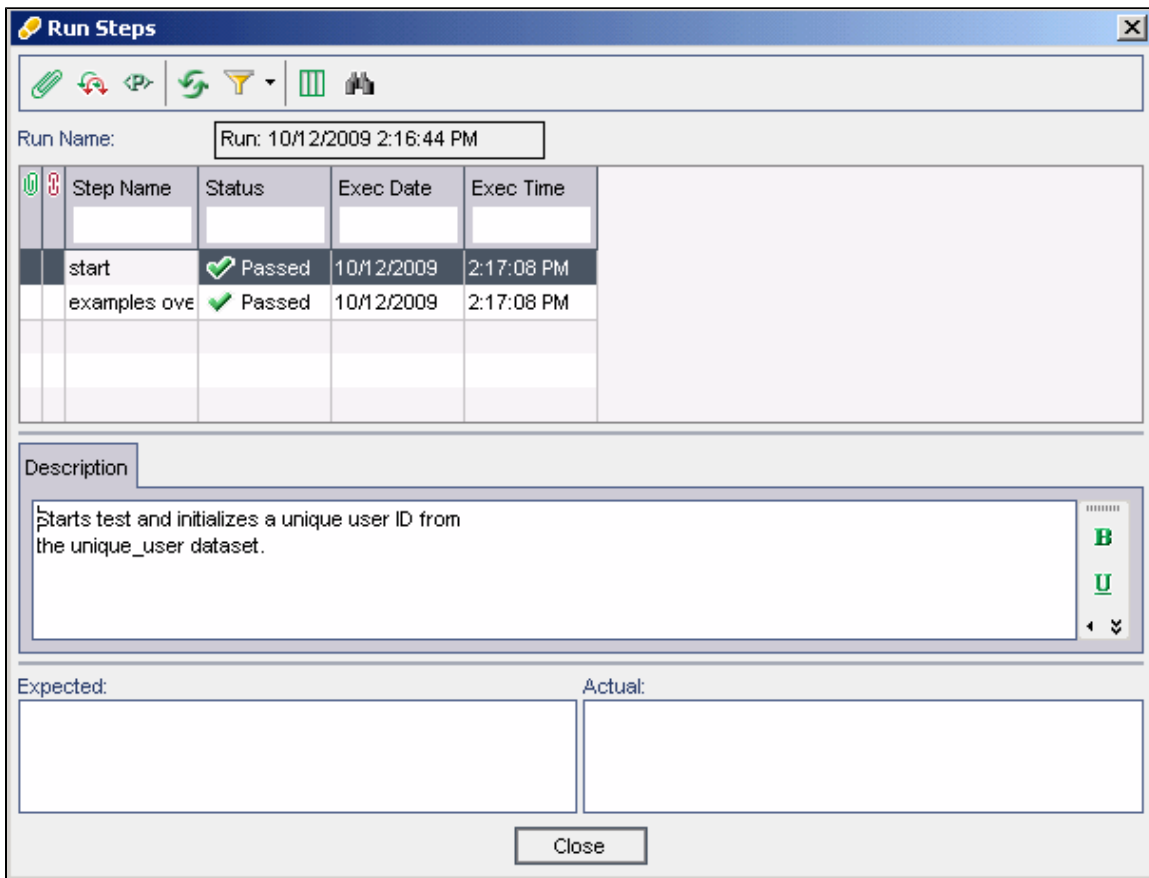 Run Steps
<P>
Run Name:
Run: 10/12/2009 2:16:44 PM
Step Name Status Exec Date Exec Time
start Passed 10/12/2009 2:17:08 PM
examples ove Passed 10/12/2009 2:17:08 PM
Description
Starts test and initializes a unique user ID from
the unique_user dataset.
B
U
Expected:
Actual:
Close